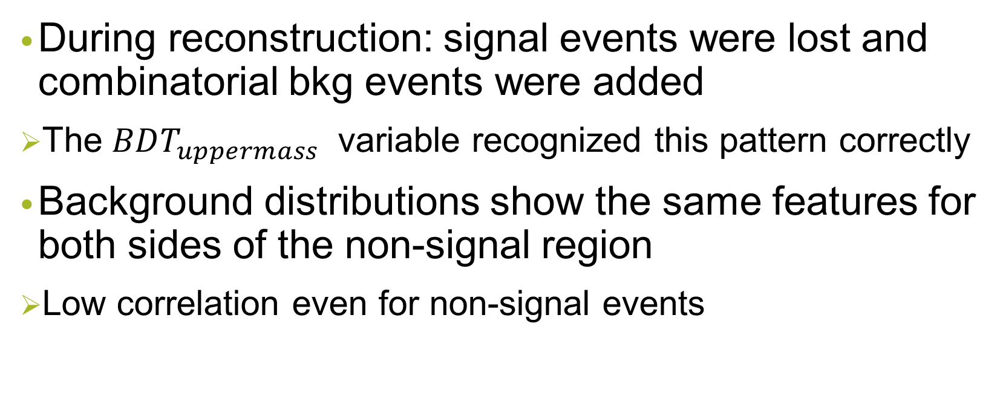 • During reconstruction: signal events were lost and
combinatorial bkg events were added
➢ The BDT_uppermass variable recognized this pattern correctly
• Background distributions show the same features for
both sides of the non-signal region
➢ Low correlation even for non-signal events